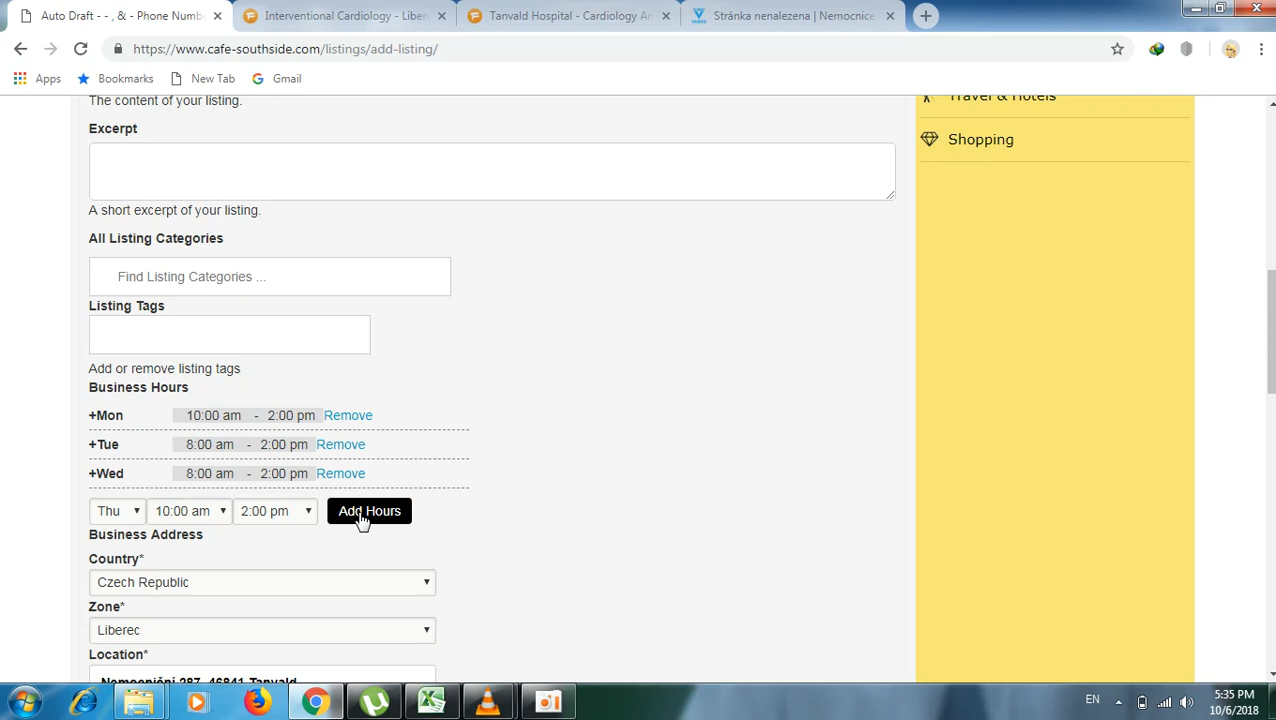 Auto Draft - - , & - Phone Numb
Interventional Cardiology - Liber
Tanvald Hospital - Cardiology An
Stránka nenalezena | Nemocnice
https://www.cafe-southside.com/listings/add-listing/
Apps
Bookmarks
New Tab
Gmail
The content of your listing.
Travel & Hotels
Excerpt
Shopping
A short excerpt of your listing.
All Listing Categories
Find Listing Categories ...
Listing Tags
Add or remove listing tags
Business Hours
+Mon 10:00 am - 2:00 pm Remove
+Tue 8:00 am - 2:00 pm Remove
+Wed 8:00 am - 2:00 pm Remove
Thu 10:00 am 2:00 pm Add Hours
Business Address
Country*
Czech Republic
Zone*
Liberec
Location*
Nemocniční 287, 46841 Tanvald
EN
5:35 PM
10/6/2018